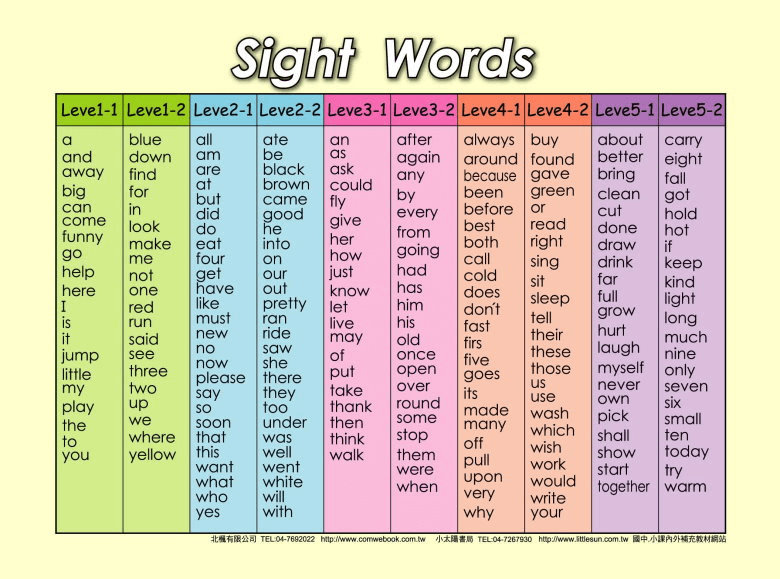 Sight Words
Leve1-1
a
and
away
big
can
come
funny
go
help
here
I
is
it
jump
little
my
play
the
to
you
Leve1-2
blue
down
find
for
in
look
make
me
not
one
red
run
said
see
three
two
up
we
where
yellow
Leve2-1
all
am
are
at
but
did
do
eat
four
get
have
like
must
new
no
now
please
say
so
soon
that
this
want
what
who
yes
Leve2-2
ate
be
black
brown
came
good
he
into
on
our
out
pretty
ran
ride
saw
she
there
they
too
under
was
well
went
white
will
with
Leve3-1
an
as
ask
could
fly
give
her
how
just
know
let
live
may
of
put
take
thank
then
think
walk
Leve3-2
after
again
any
by
every
from
going
had
has
him
his
old
once
open
over
round
some
stop
them
were
when
Leve4-1
always
around
because
been
before
best
both
call
cold
does
don't
fast
firs
five
goes
its
made
many
off
pull
upon
very
why
Leve4-2
buy
found
gave
green
or
read
right
sing
sit
sleep
tell
their
these
those
us
use
wash
which
wish
work
would
write
your
Leve5-1
about
better
bring
clean
cut
done
draw
drink
far
full
grow
hurt
laugh
myself
never
own
pick
shall
show
start
together
Leve5-2
carry
eight
fall
got
hold
hot
if
keep
kind
light
long
much
nine
only
seven
six
small
ten
today
try
warm
北楓有限公司 TEL:04-7692022 http://www.comwebook.com.tw 小太陽書局 TEL:04-7267930 http://www.littlesun.com.tw 國中.小課內外補充教材網站